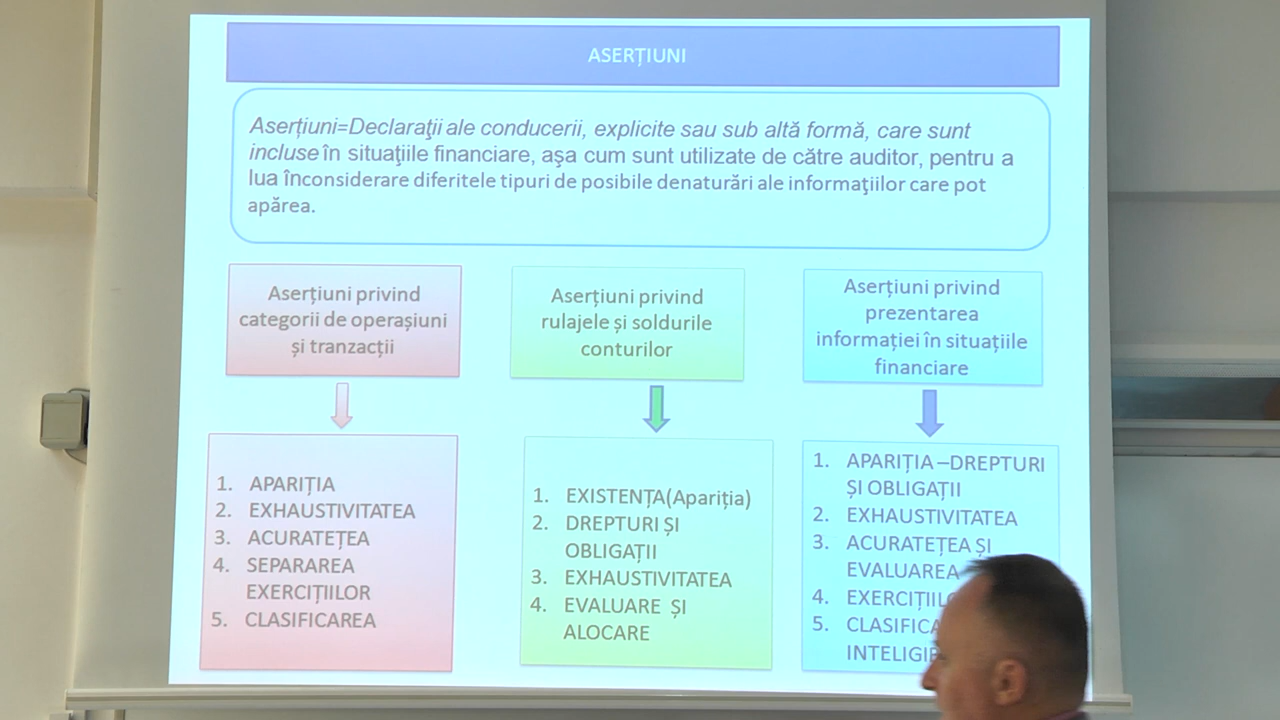 ASERȚIUNI
Aserțiuni=Declaraţii ale conducerii, explicite sau sub altă formă, care sunt
incluse în situaţiile financiare, aşa cum sunt utilizate de către auditor, pentru a
lua înconsiderare diferitele tipuri de posibile denaturări ale informaţiilor care pot
apărea.
Aserțiuni privind
categorii de operașiuni
și tranzacții
Aserțiuni privind
rulajele și soldurile
conturilor
Aserțiuni privind
prezentarea
informației în situațiile
financiare
1. APARIȚIA
2. EXHAUSTIVITATEA
3. ACURATEȚEA
4. SEPARAREA
EXERCIȚIILOR
5. CLASIFICAREA
1. EXISTENȚA(Apariția)
2. DREPTURI ȘI
OBLIGAȚII
3. EXHAUSTIVITATEA
4. EVALUARE ȘI
ALOCARE
1. APARIȚIA–DREPTURI
ȘI OBLIGAȚII
2. EXHAUSTIVITATEA
3. ACURATEȚEA ȘI
EVALUAREA
4.
5.